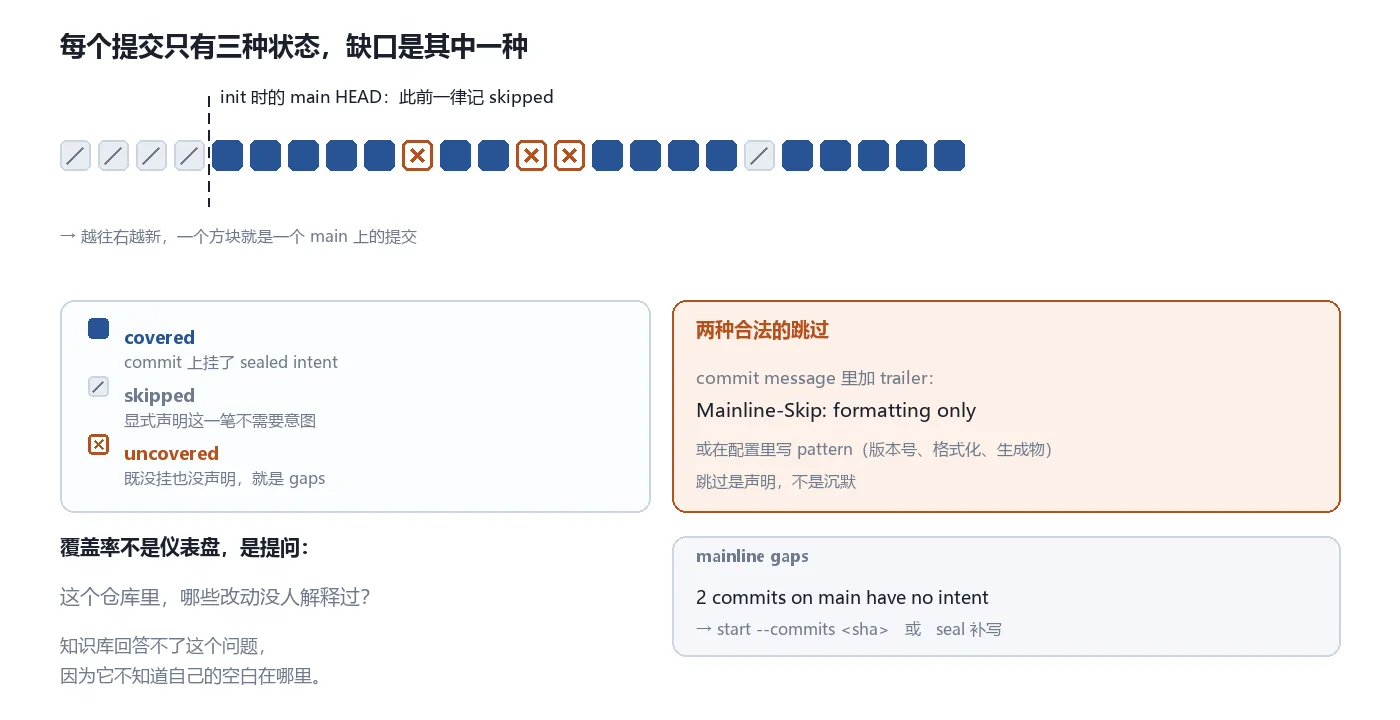 每个提交只有三种状态，缺口是其中一种
init 时的 main HEAD：此前一律记 skipped
→ 越往右越新，一个方块就是一个 main 上的提交
covered
commit 上挂了 sealed intent
skipped
显式声明这一笔不需要意图
uncovered
既没挂也没声明，就是 gaps
两种合法的跳过
commit message 里加 trailer：
Mainline-Skip: formatting only
或在配置里写 pattern（版本号、格式化、生成物）
跳过是声明，不是沉默
覆盖率不是仪表盘，是提问：
这个仓库里，哪些改动没人解释过？
知识库回答不了这个问题，
因为它不知道自己的空白在哪里。
mainline gaps
2 commits on main have no intent
→ start --commits <sha> 或 seal 补写